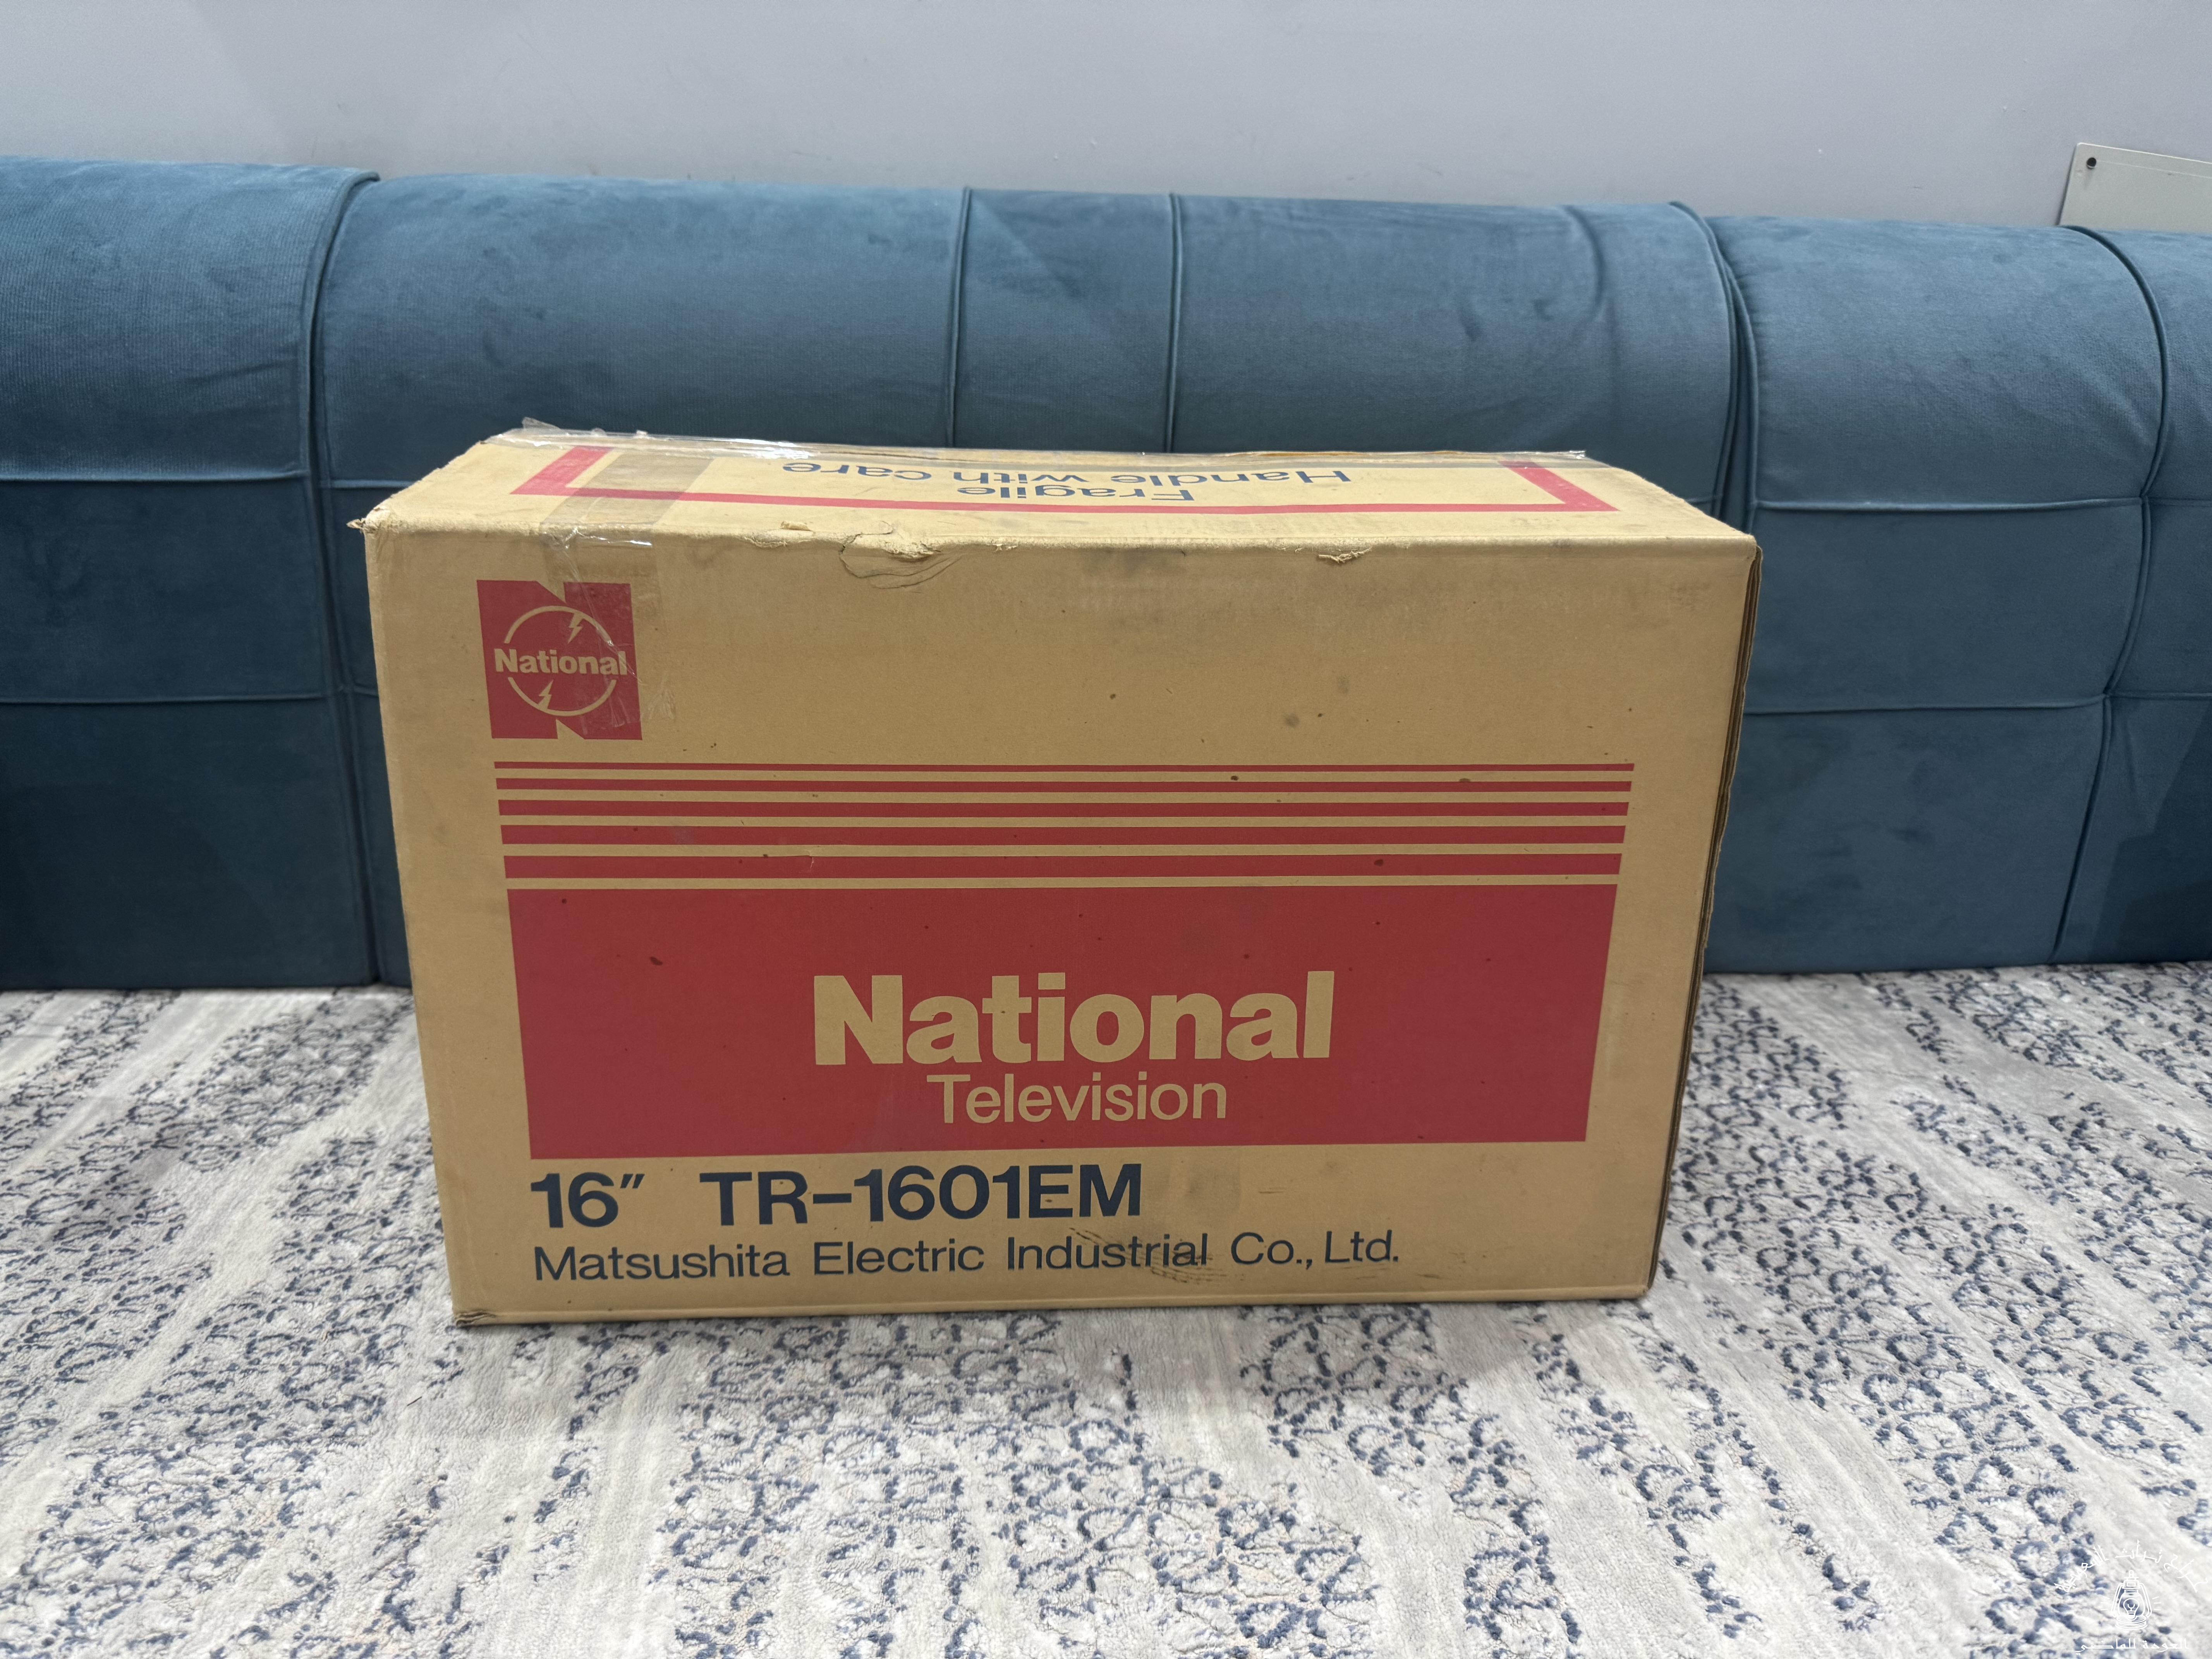 Fragile
Handle with care
National
National
Television
16″ TR-1601EM
Matsushita Electric Industrial Co., Ltd.